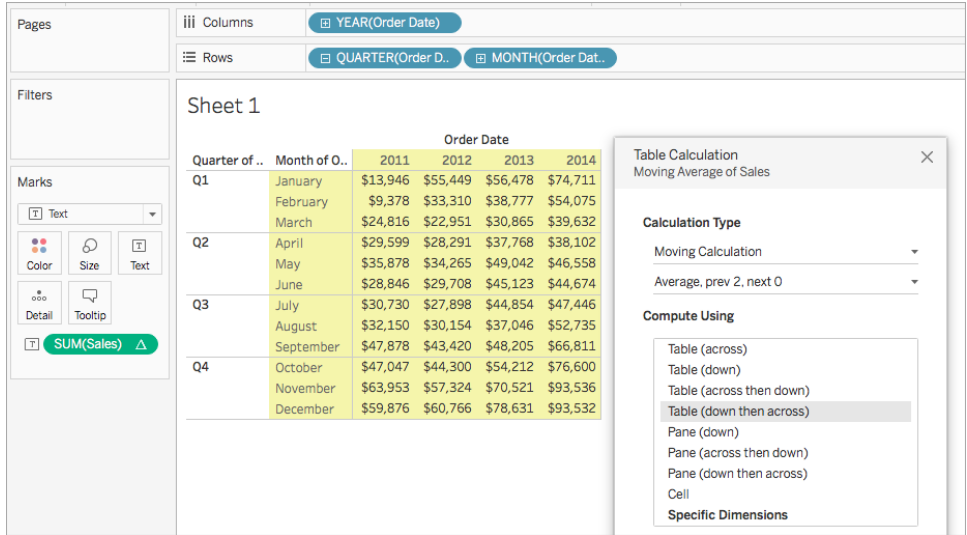 Pages
iii Columns
YEAR(Order Date)
Rows
QUARTER(Order D..
MONTH(Order Dat..
Filters
Marks
T Text
Color
Size
T
Text
Detail
Tooltip
T SUM(Sales) Δ
Sheet 1
Order Date
Quarter of .. Month of O.. 2011 2012 2013 2014
Q1 January $13,946 $55,449 $56,478 $74,711
February $9,378 $33,310 $38,777 $54,075
March $24,816 $22,951 $30,865 $39,632
Q2 April $29,599 $28,291 $37,768 $38,102
May $35,878 $34,265 $49,042 $46,558
June $28,846 $29,708 $45,123 $44,674
Q3 July $30,730 $27,898 $44,854 $47,446
August $32,150 $30,154 $37,046 $52,735
September $47,878 $43,420 $48,205 $66,811
Q4 October $47,047 $44,300 $54,212 $76,600
November $63,953 $57,324 $70,521 $93,536
December $59,876 $60,766 $78,631 $93,532
Table Calculation
Moving Average of Sales
Calculation Type
Moving Calculation
Average, prev 2, next 0
Compute Using
Table (across)
Table (down)
Table (across then down)
Table (down then across)
Pane (down)
Pane (across then down)
Pane (down then across)
Cell
Specific Dimensions